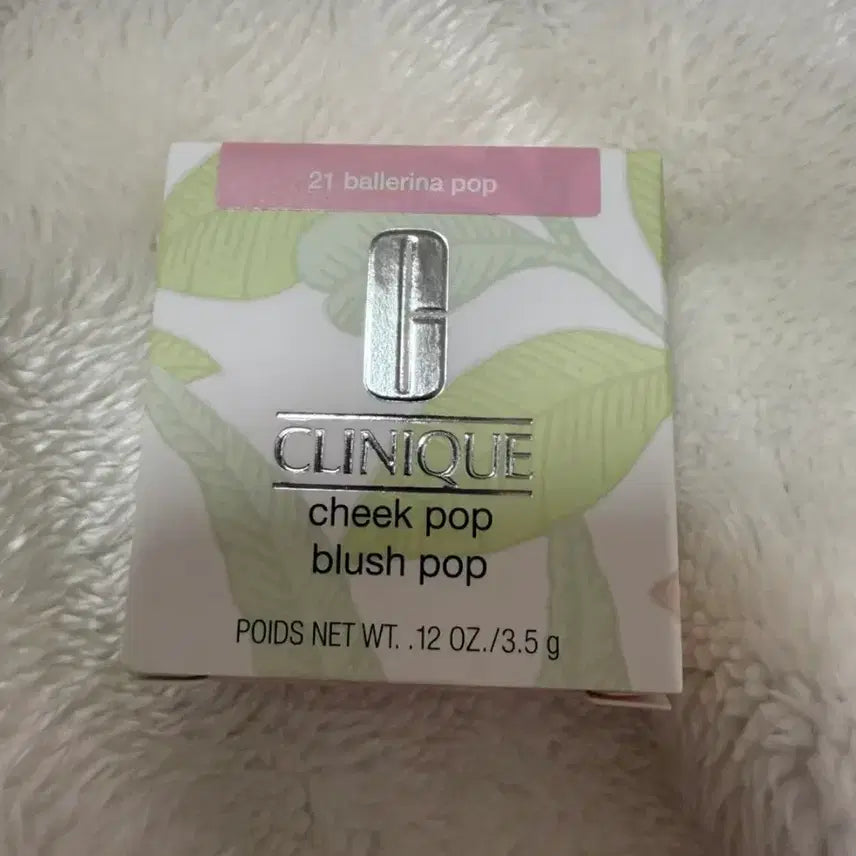 21 ballerina pop
CLINIQUE
cheek pop
blush pop
POIDS NET WT. .12 OZ./3.5 g